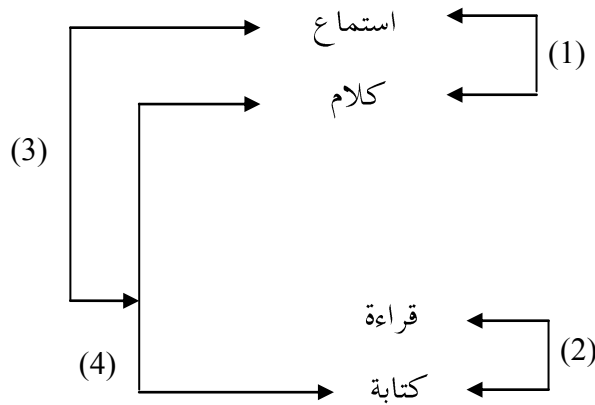 استماع
(1)
كلام
(3)
قراءة
(2)
(4)
كتابة